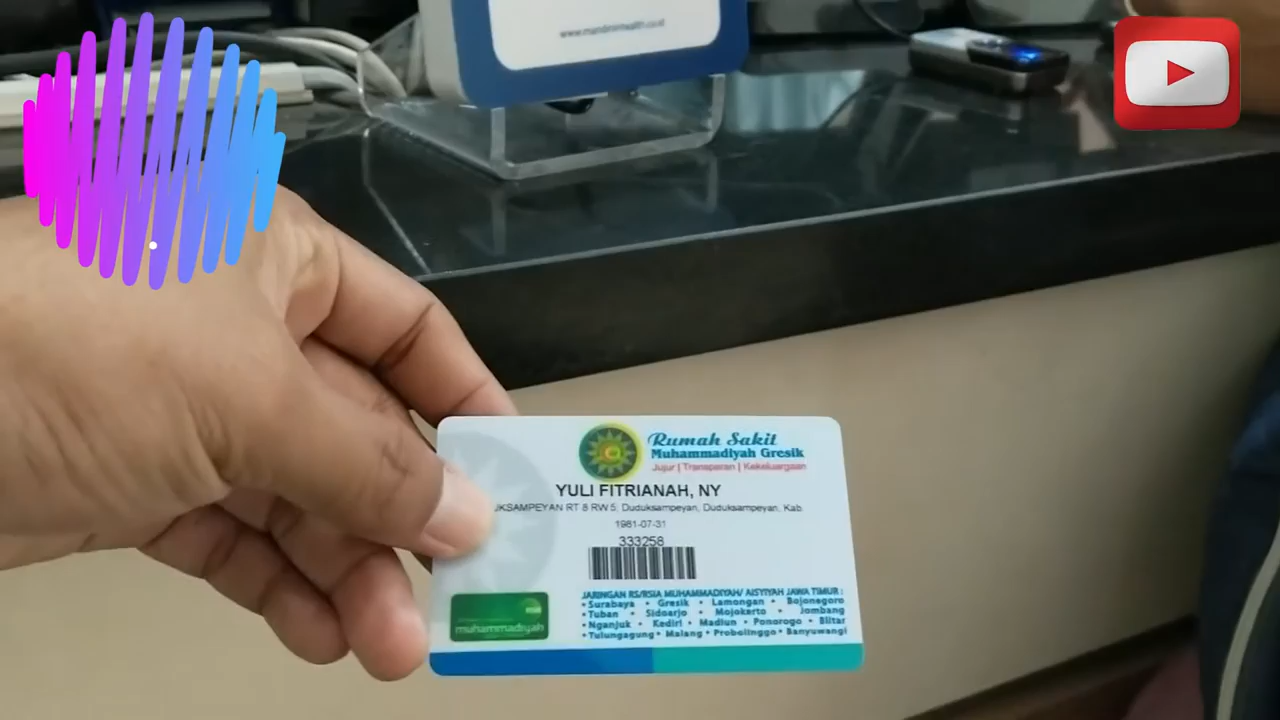 www.mandirimsalth.co.id
Rumah Sakit
Muhammadiyah Gresik
Jujur | Transparan | Kekeluargaan
YULI FITRIANAH, NY
UKSAMPEYAN RT 8 RW 5, Duduksampeyan, Duduksampeyan, Kab
1981-07-31
333258
JARINGAN RS/RSIA MUHAMMADIYAH/ AISYIYAH JAWA TIMUR :
• Surabaya • Gresik • Lamongan • Bojonegoro
• Tuban • Sidoarjo • Mojokerto • Jombang
• Nganjuk • Kediri • Madiun • Ponorogo • Blitar
• Tulungagung • Malang • Probolinggo • Banyuwangi
muhammadiyah